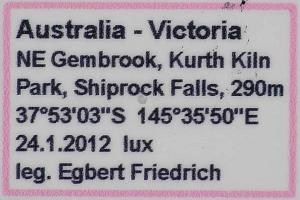 Australia - Victoria
NE Gembrook, Kurth Kiln
Park, Shiprock Falls, 290m
37°53'03"S 145°35'50"E
24.1.2012 lux
leg. Egbert Friedrich